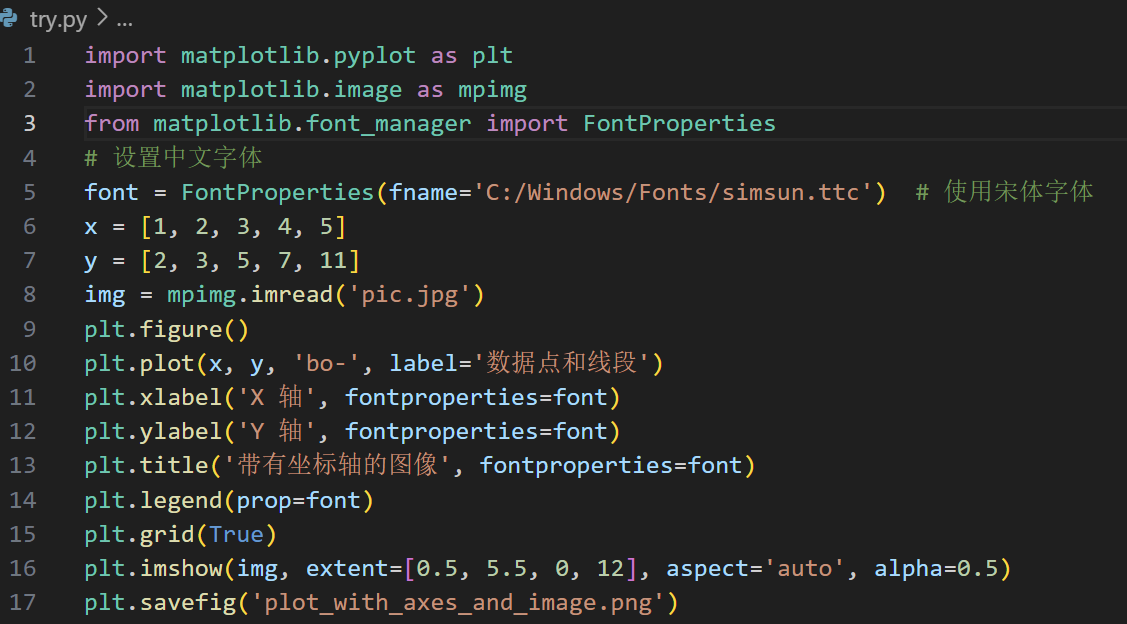 try.py > ...
1 import matplotlib.pyplot as plt
2 import matplotlib.image as mpimg
3 from matplotlib.font_manager import FontProperties
4 # 设置中文字体
5 font = FontProperties(fname='C:/Windows/Fonts/simsun.ttc')  # 使用宋体字体
6 x = [1, 2, 3, 4, 5]
7 y = [2, 3, 5, 7, 11]
8 img = mpimg.imread('pic.jpg')
9 plt.figure()
10 plt.plot(x, y, 'bo-', label='数据点和线段')
11 plt.xlabel('X 轴', fontproperties=font)
12 plt.ylabel('Y 轴', fontproperties=font)
13 plt.title('带有坐标轴的图像', fontproperties=font)
14 plt.legend(prop=font)
15 plt.grid(True)
16 plt.imshow(img, extent=[0.5, 5.5, 0, 12], aspect='auto', alpha=0.5)
17 plt.savefig('plot_with_axes_and_image.png')